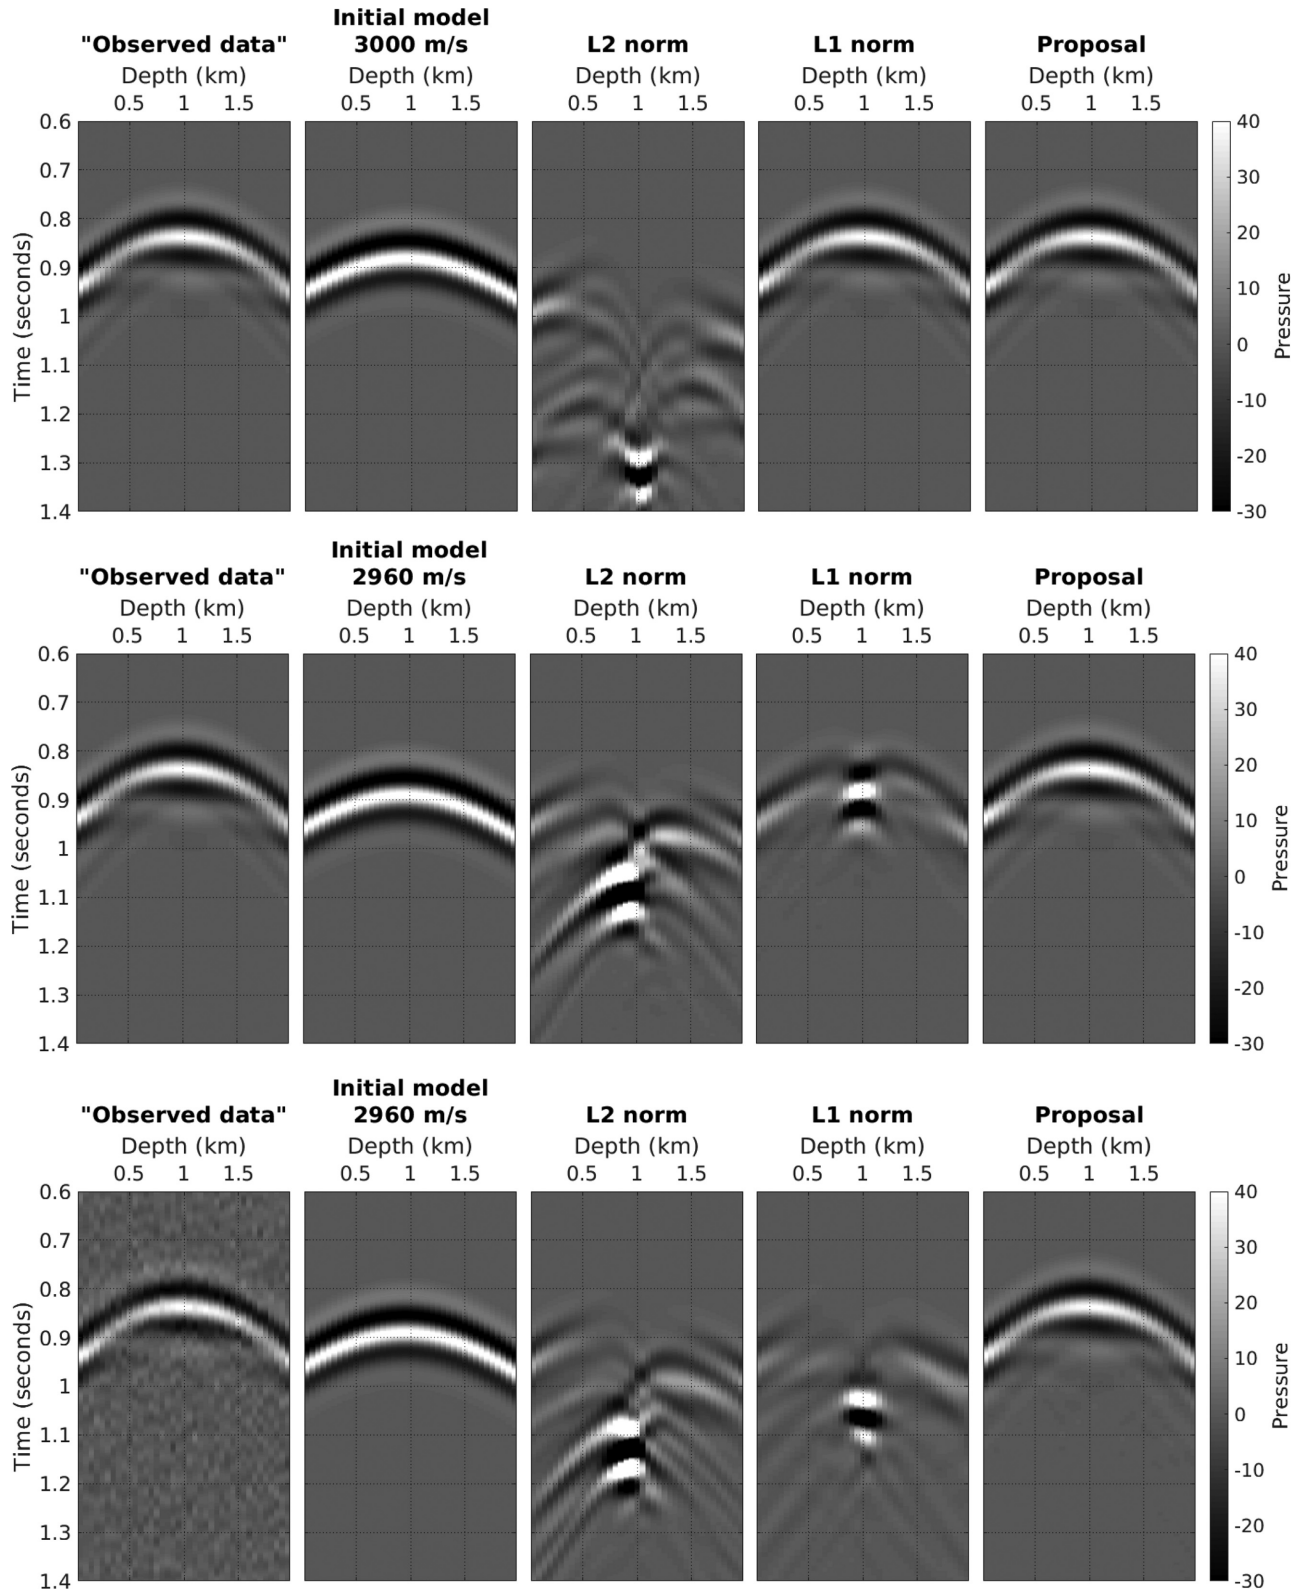 Initial model
"Observed data" 3000 m/s L2 norm L1 norm Proposal
Depth (km) Depth (km) Depth (km) Depth (km) Depth (km)
0.5 1 1.5 0.5 1 1.5 0.5 1 1.5 0.5 1 1.5 0.5 1 1.5
0.6 40
0.7 30
0.8 20
0.9 10
1 0
1.1 -10
1.2 -20
1.3 -30
1.4
Time (seconds)
Pressure
Initial model
"Observed data" 2960 m/s L2 norm L1 norm Proposal
Depth (km) Depth (km) Depth (km) Depth (km) Depth (km)
0.5 1 1.5 0.5 1 1.5 0.5 1 1.5 0.5 1 1.5 0.5 1 1.5
0.6 40
0.7 30
0.8 20
0.9 10
1 0
1.1 -10
1.2 -20
1.3 -30
1.4
Time (seconds)
Pressure
Initial model
"Observed data" 2960 m/s L2 norm L1 norm Proposal
Depth (km) Depth (km) Depth (km) Depth (km) Depth (km)
0.5 1 1.5 0.5 1 1.5 0.5 1 1.5 0.5 1 1.5 0.5 1 1.5
0.6 40
0.7 30
0.8 20
0.9 10
1 0
1.1 -10
1.2 -20
1.3 -30
1.4
Time (seconds)
Pressure